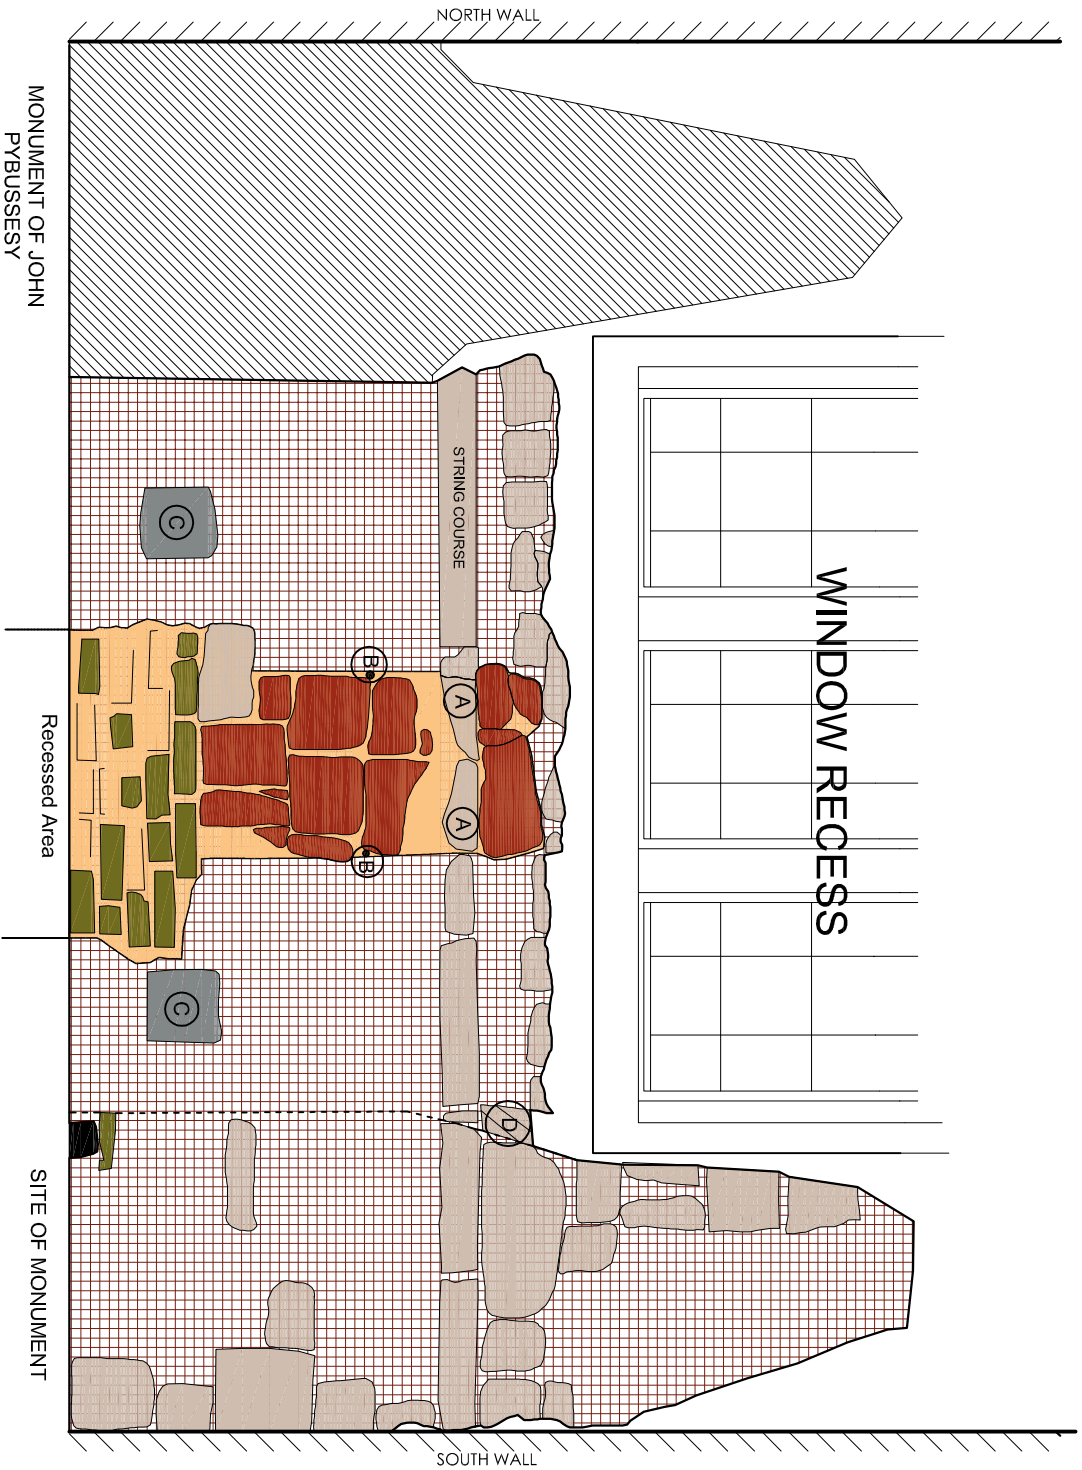 NORTH WALL
MONUMENT OF JOHN
PYBUSSESY
STRING COURSE
WINDOW RECESS
C
B
A
A
B
Recessed Area
C
D
SITE OF MONUMENT
SOUTH WALL